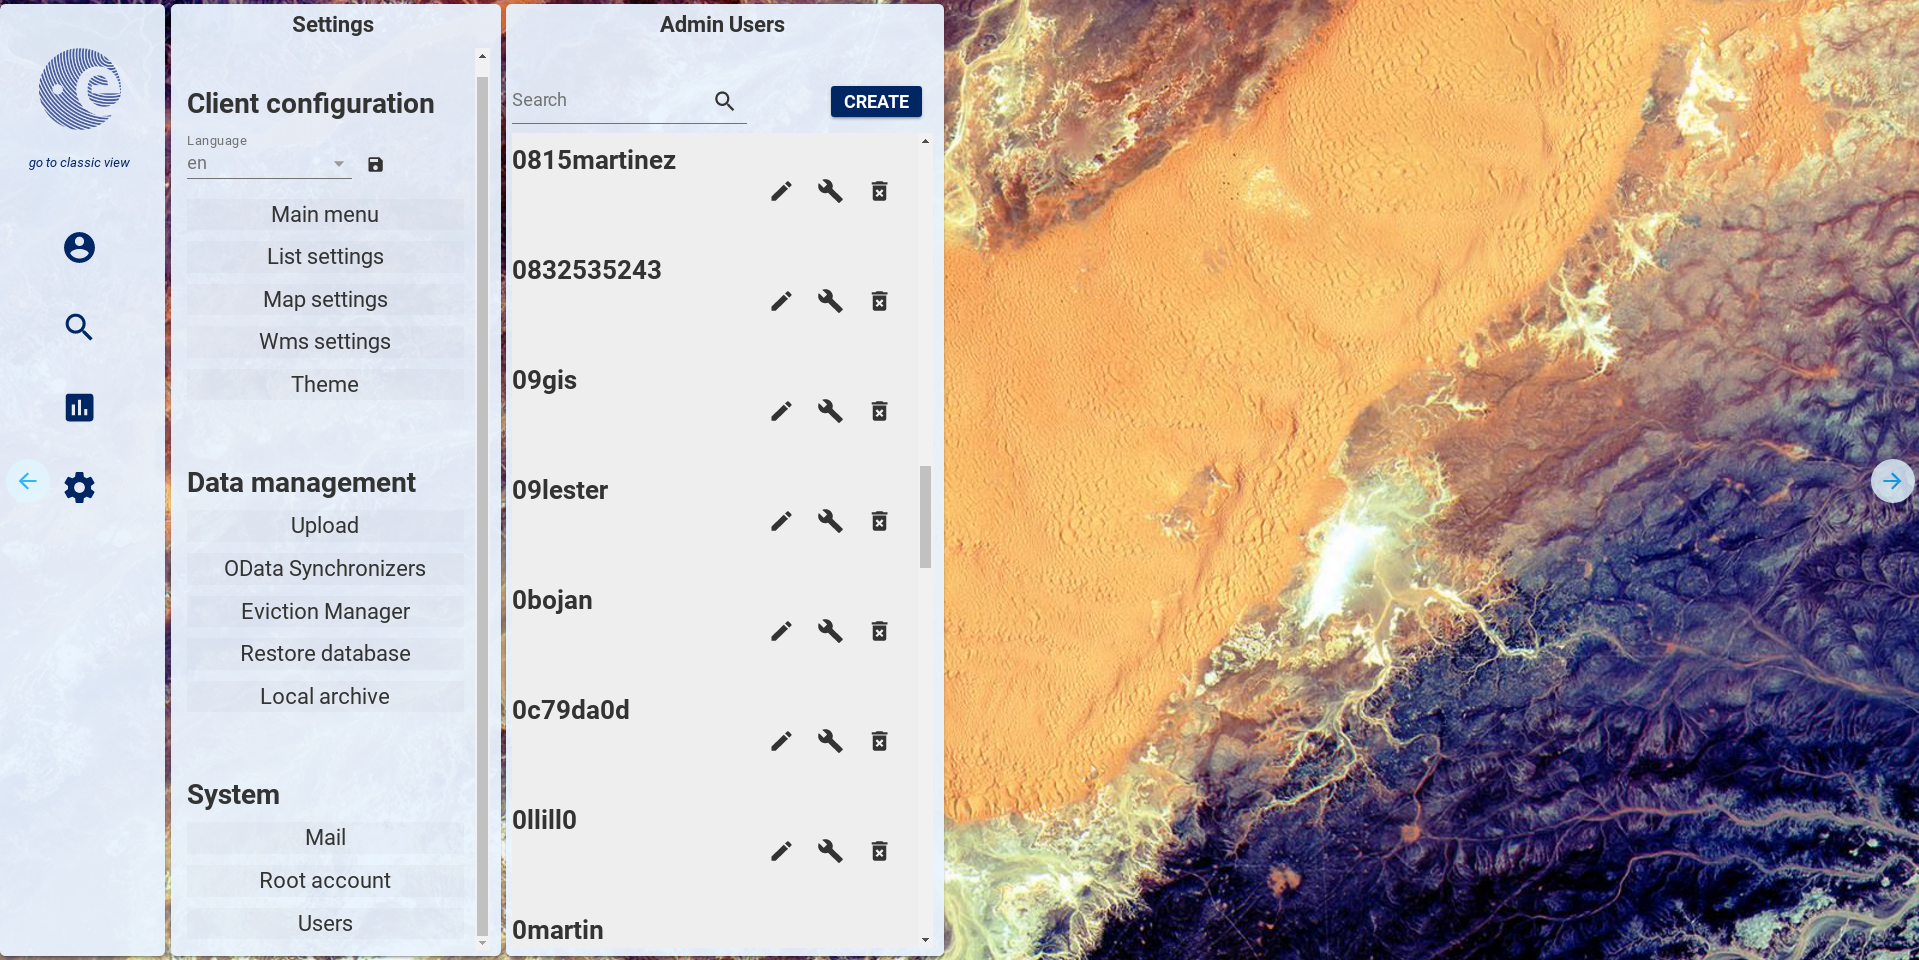 go to classic view
Settings
Client configuration
Language
en
Main menu
List settings
Map settings
Wms settings
Theme
Data management
Upload
OData Synchronizers
Eviction Manager
Restore database
Local archive
System
Mail
Root account
Users
Admin Users
Search
CREATE
0815martinez
0832535243
09gis
09lester
0bojan
0c79da0d
0llill0
0martin